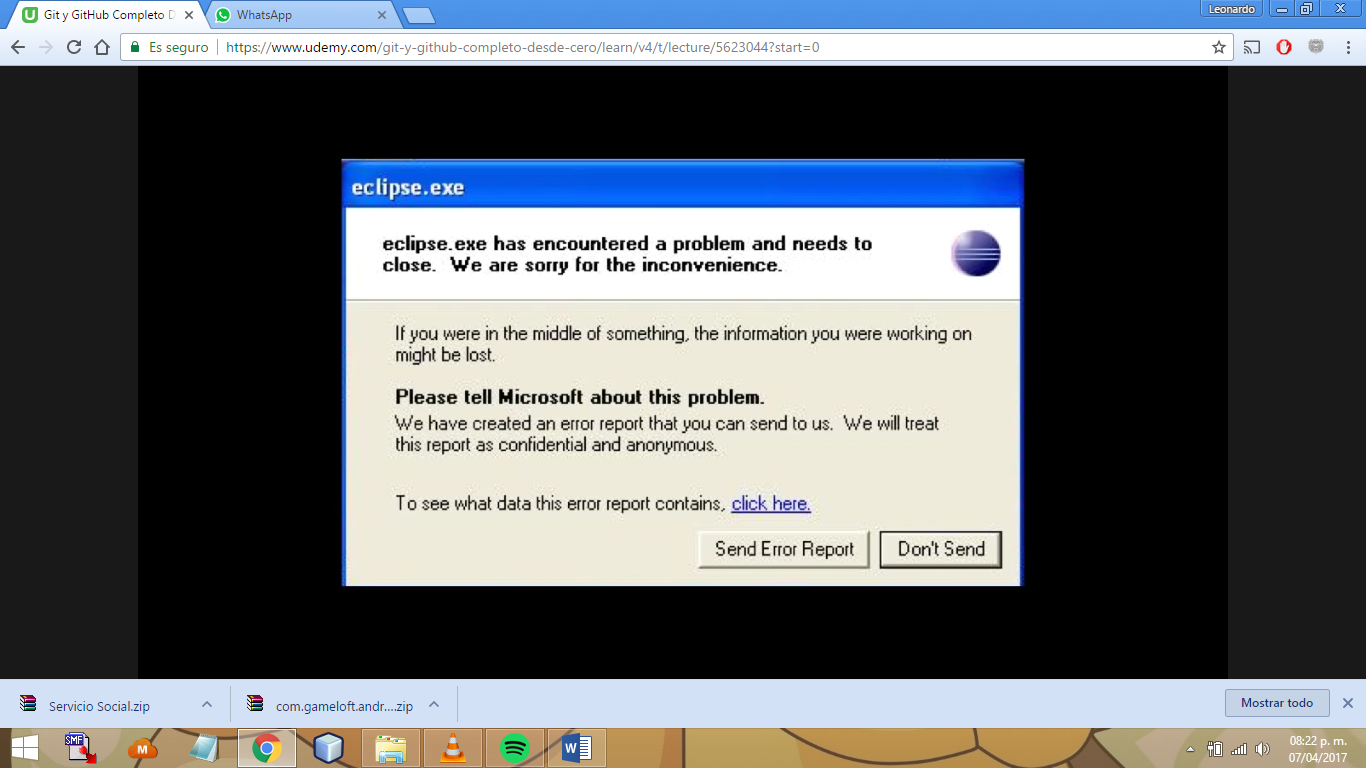 Git y GitHub Completo D
WhatsApp
Leonardo
Es seguro
https://www.udemy.com/git-y-github-completo-desde-cero/learn/v4/t/lecture/5623044?start=0
eclipse.exe
eclipse.exe has encountered a problem and needs to
close. We are sorry for the inconvenience.
If you were in the middle of something, the information you were working on
might be lost.
Please tell Microsoft about this problem.
We have created an error report that you can send to us. We will treat
this report as confidential and anonymous.
To see what data this error report contains, click here.
Send Error Report
Don't Send
Servicio Social.zip
com.gameloft.andr....zip
Mostrar todo
SMF
M
W
08:22 p. m.
07/04/2017